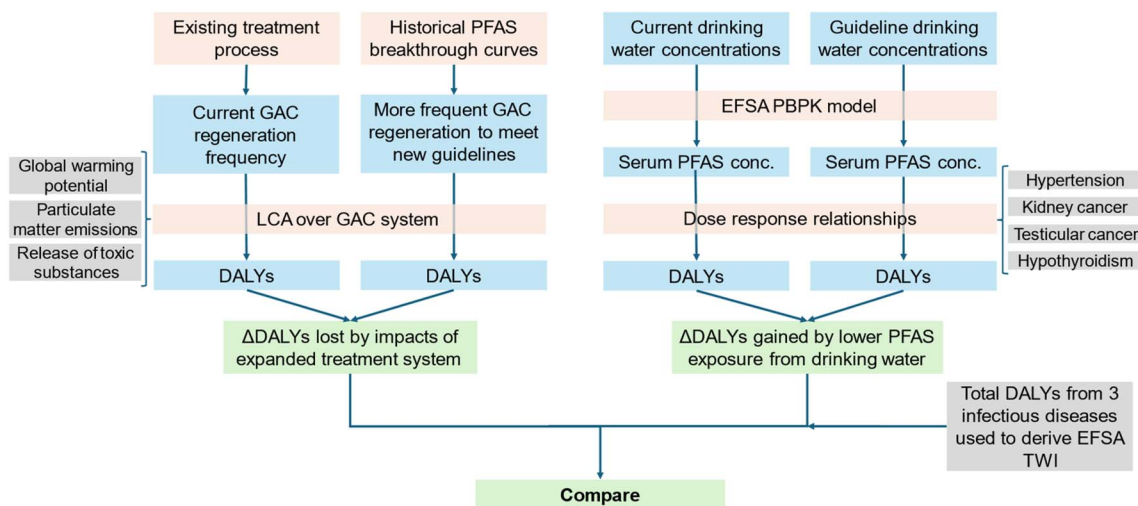 Existing treatment
process
Historical PFAS
breakthrough curves
Current drinking
water concentrations
Guideline drinking
water concentrations
EFSA PBPK model
Current GAC
regeneration
frequency
More frequent GAC
regeneration to meet
new guidelines
Serum PFAS conc.
Serum PFAS conc.
Global warming
potential
Particulate
matter emissions
Release of toxic
substances
Hypertension
Kidney cancer
Testicular cancer
Hypothyroidism
LCA over GAC system
Dose response relationships
DALYs
DALYs
DALYs
DALYs
ΔDALYs lost by impacts of
expanded treatment system
ΔDALYs gained by lower PFAS
exposure from drinking water
Total DALYs from 3
infectious diseases
used to derive EFSA
TWI
Compare